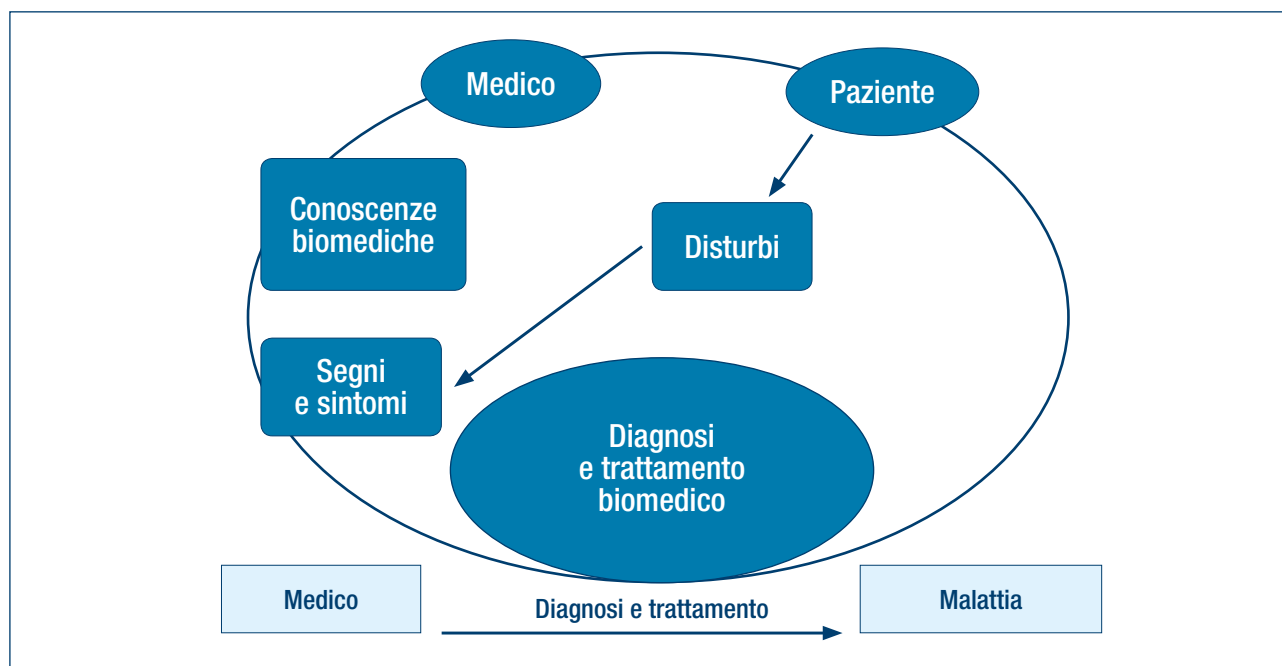 Medico
Paziente
Conoscenze
biomediche
Disturbi
Segni
e sintomi
Diagnosi
e trattamento
biomedico
Medico
Diagnosi e trattamento
Malattia